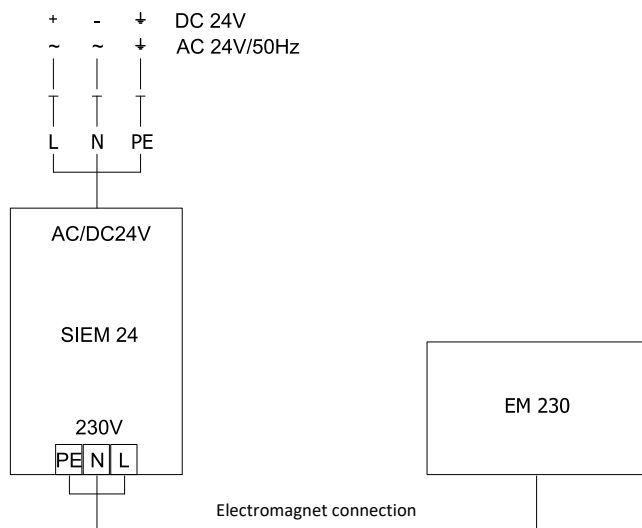 + - ⏚ DC 24V
~ ~ ⏚ AC 24V/50Hz
L N PE
AC/DC24V
SIEM 24
EM 230
230V
PE N L
Electromagnet connection